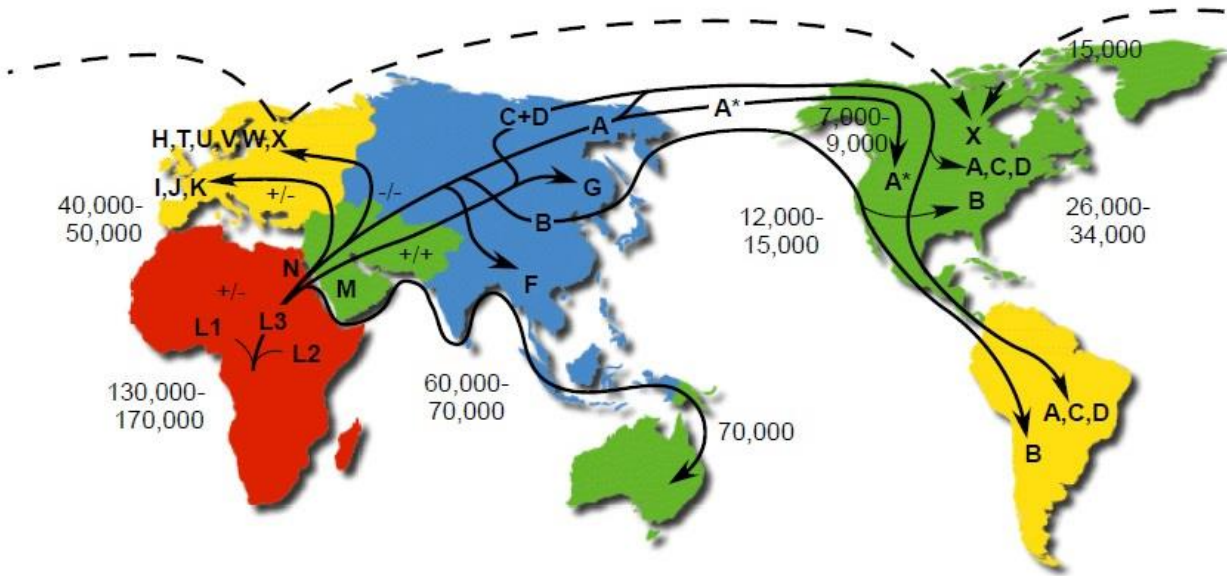 15,000
C+D
A
A*
7,000-
9,000
X
H,T,U,V,W,X
A,C,D
I,J,K
+/-
-/-
G
A*
B
40,000-
50,000
B
12,000-
15,000
26,000-
34,000
N
+/+
M
F
+/-
L3
L1
L2
130,000-
170,000
60,000-
70,000
70,000
A,C,D
B